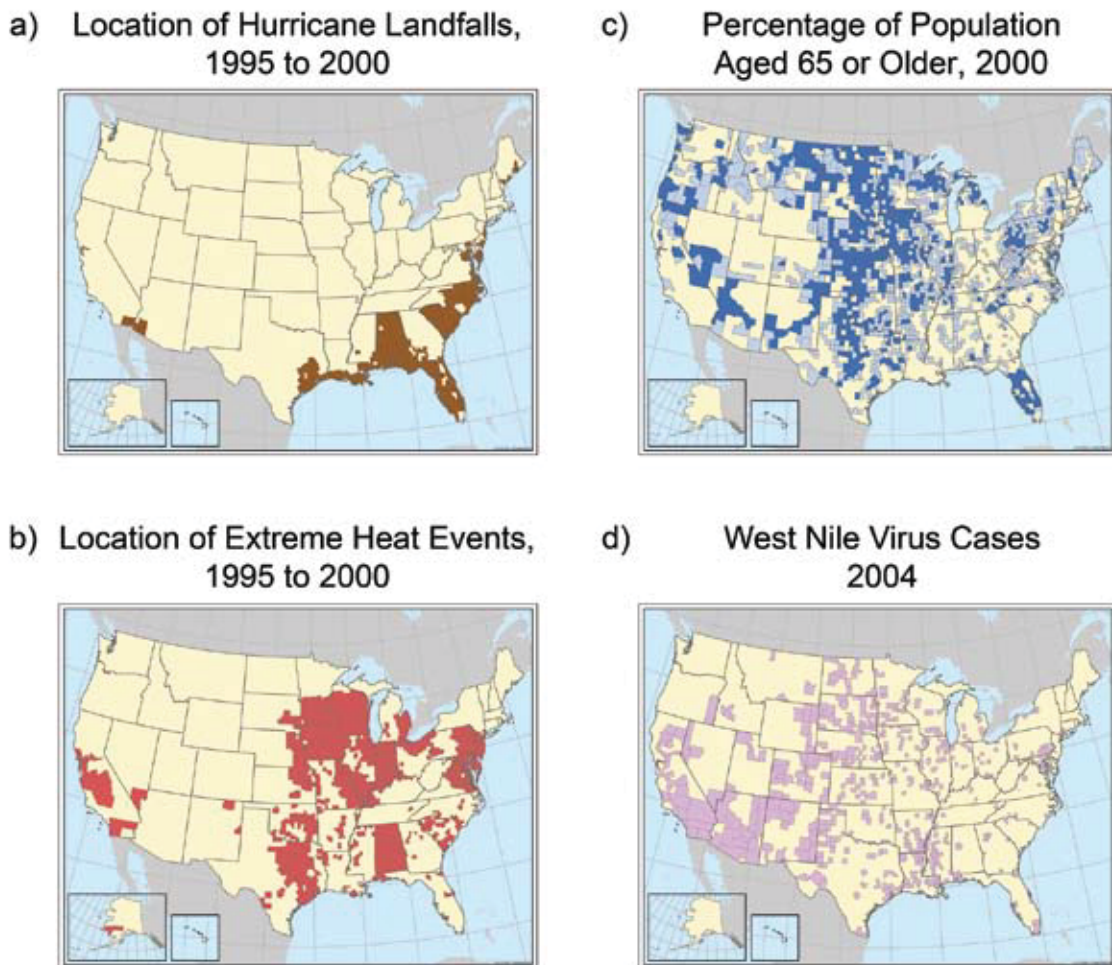 a) Location of Hurricane Landfalls,
1995 to 2000
c) Percentage of Population
Aged 65 or Older, 2000
b) Location of Extreme Heat Events,
1995 to 2000
d) West Nile Virus Cases
2004